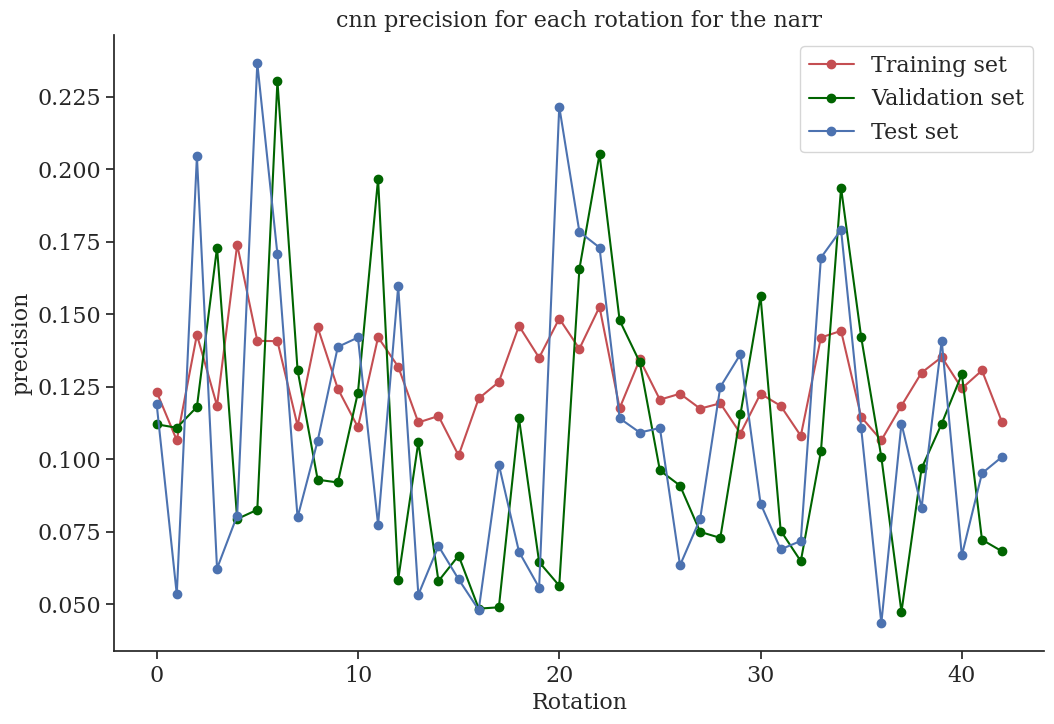 cnn precision for each rotation for the narr
Training set
Validation set
Test set
precision
0.225
0.200
0.175
0.150
0.125
0.100
0.075
0.050
0
10
20
30
40
Rotation